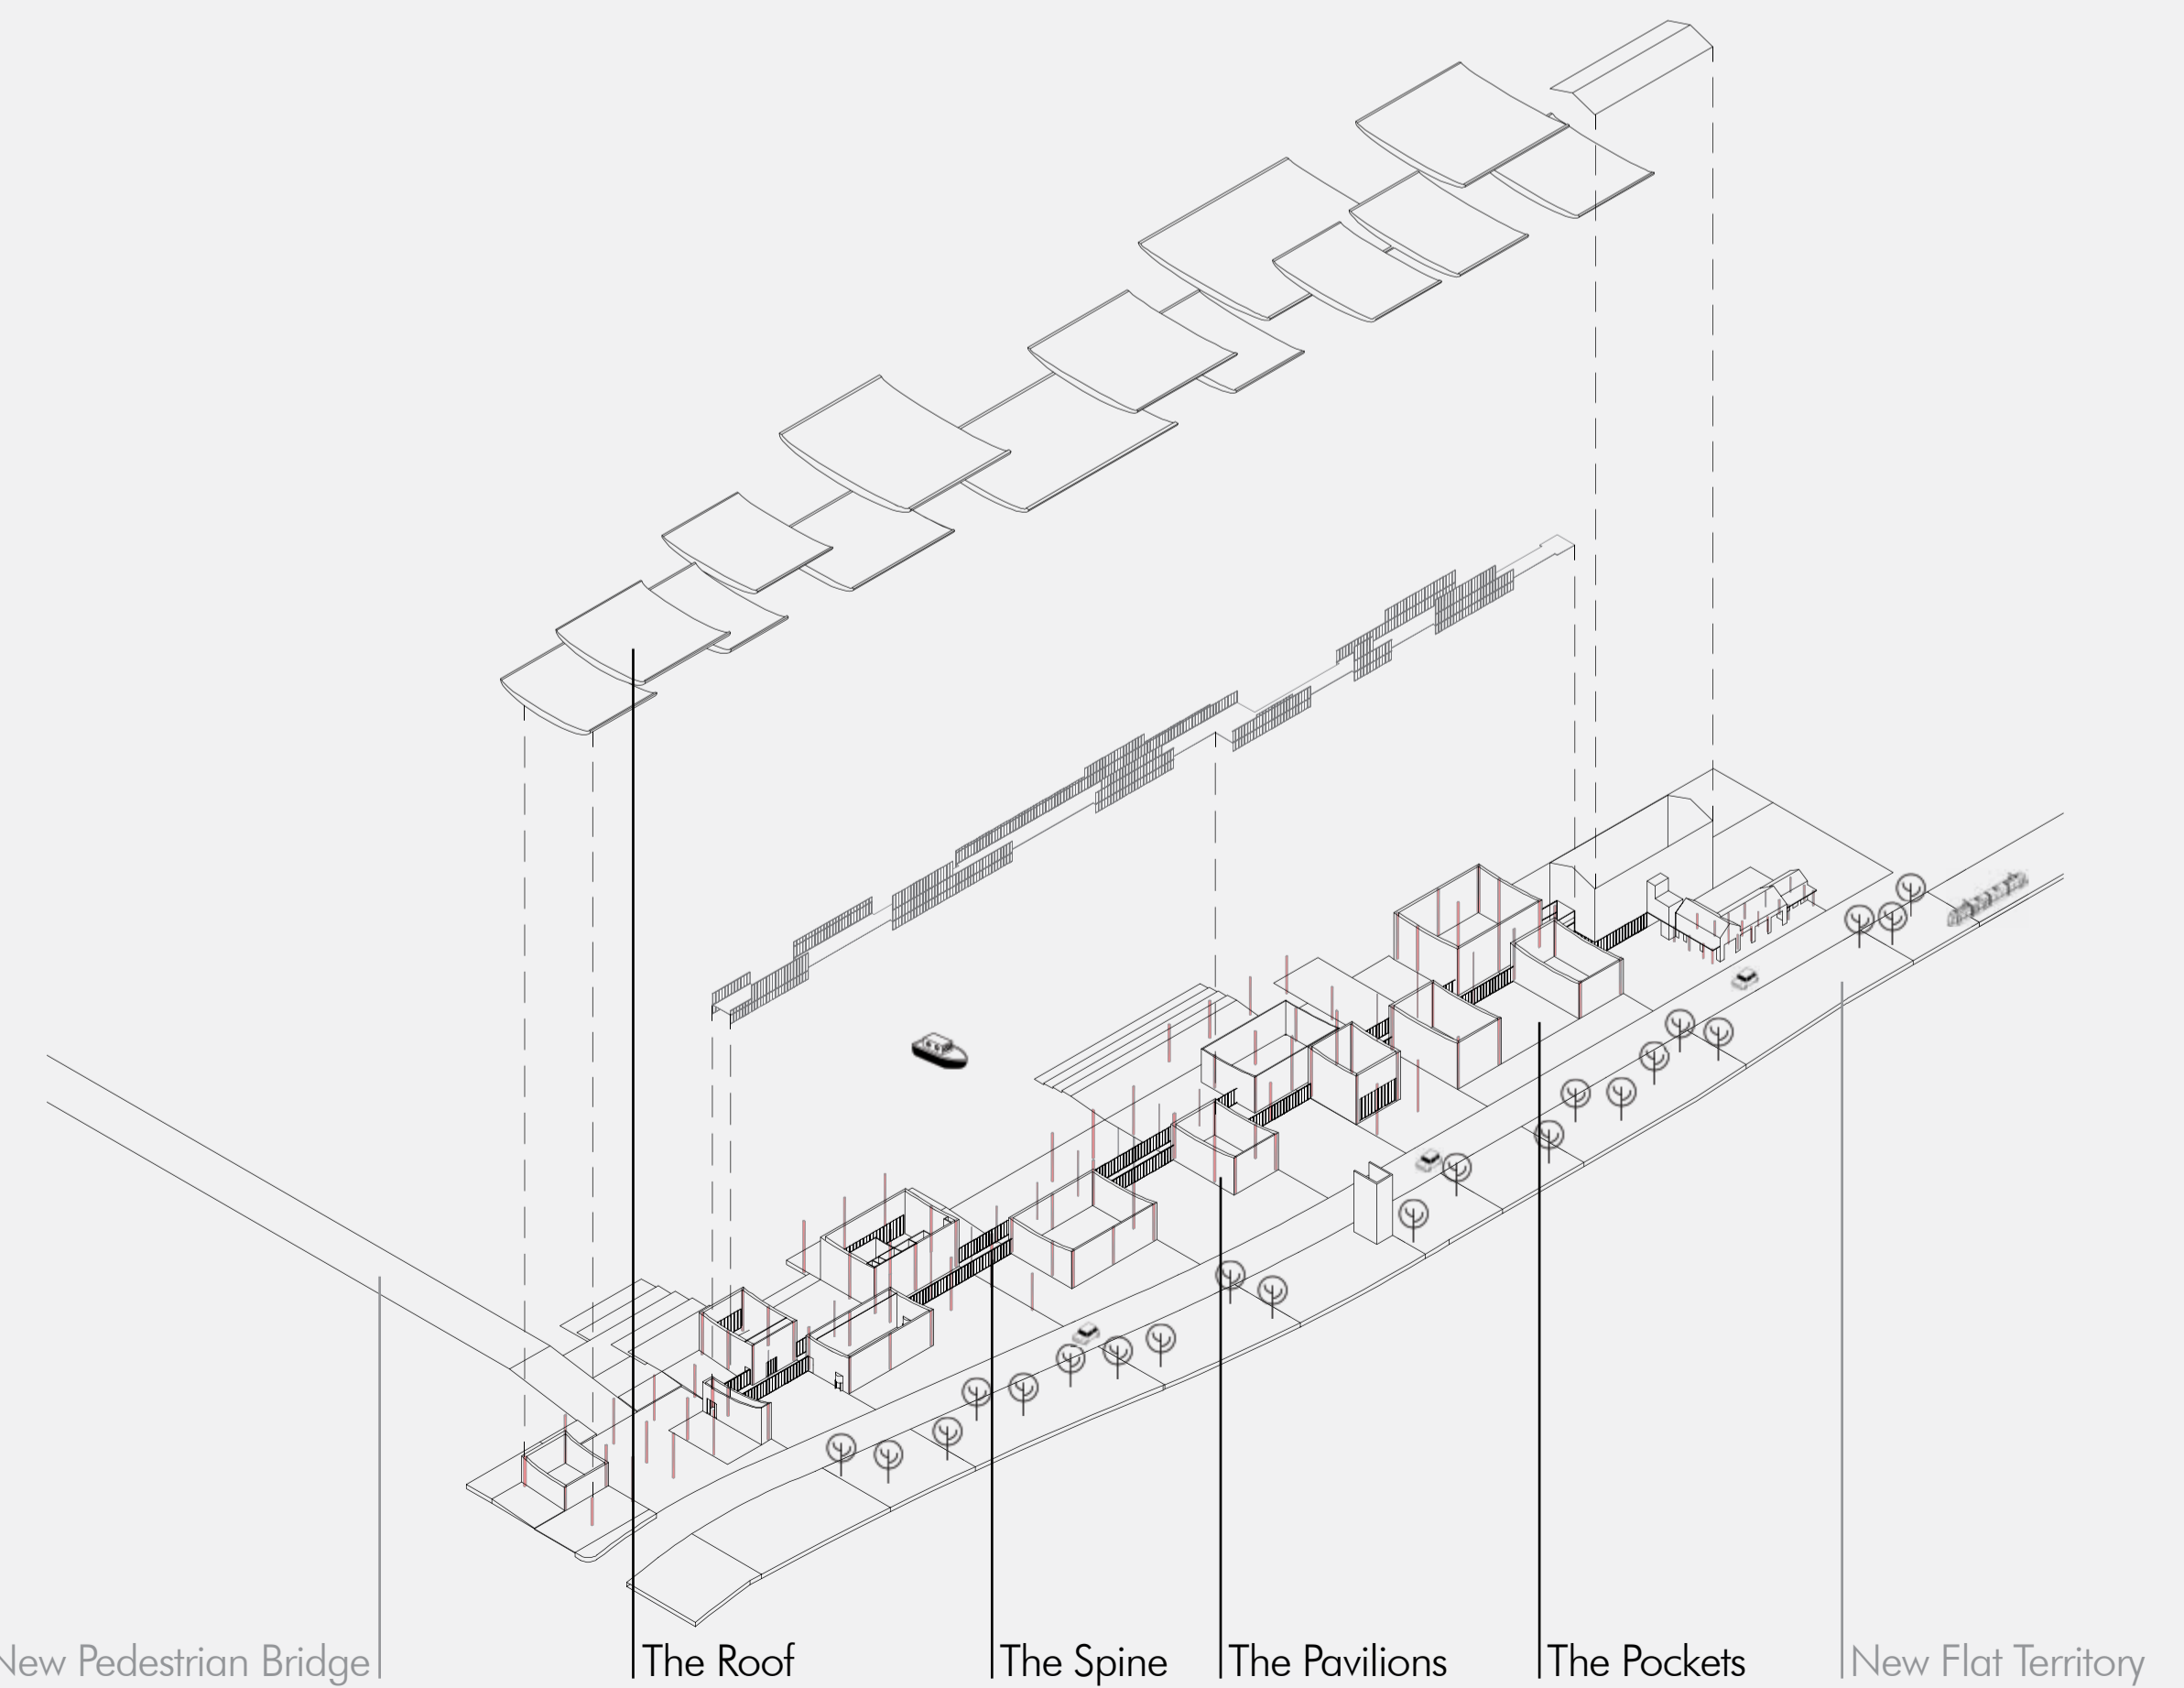 New Pedestrian Bridge
The Roof
The Spine
The Pavilions
The Pockets
New Flat Territory